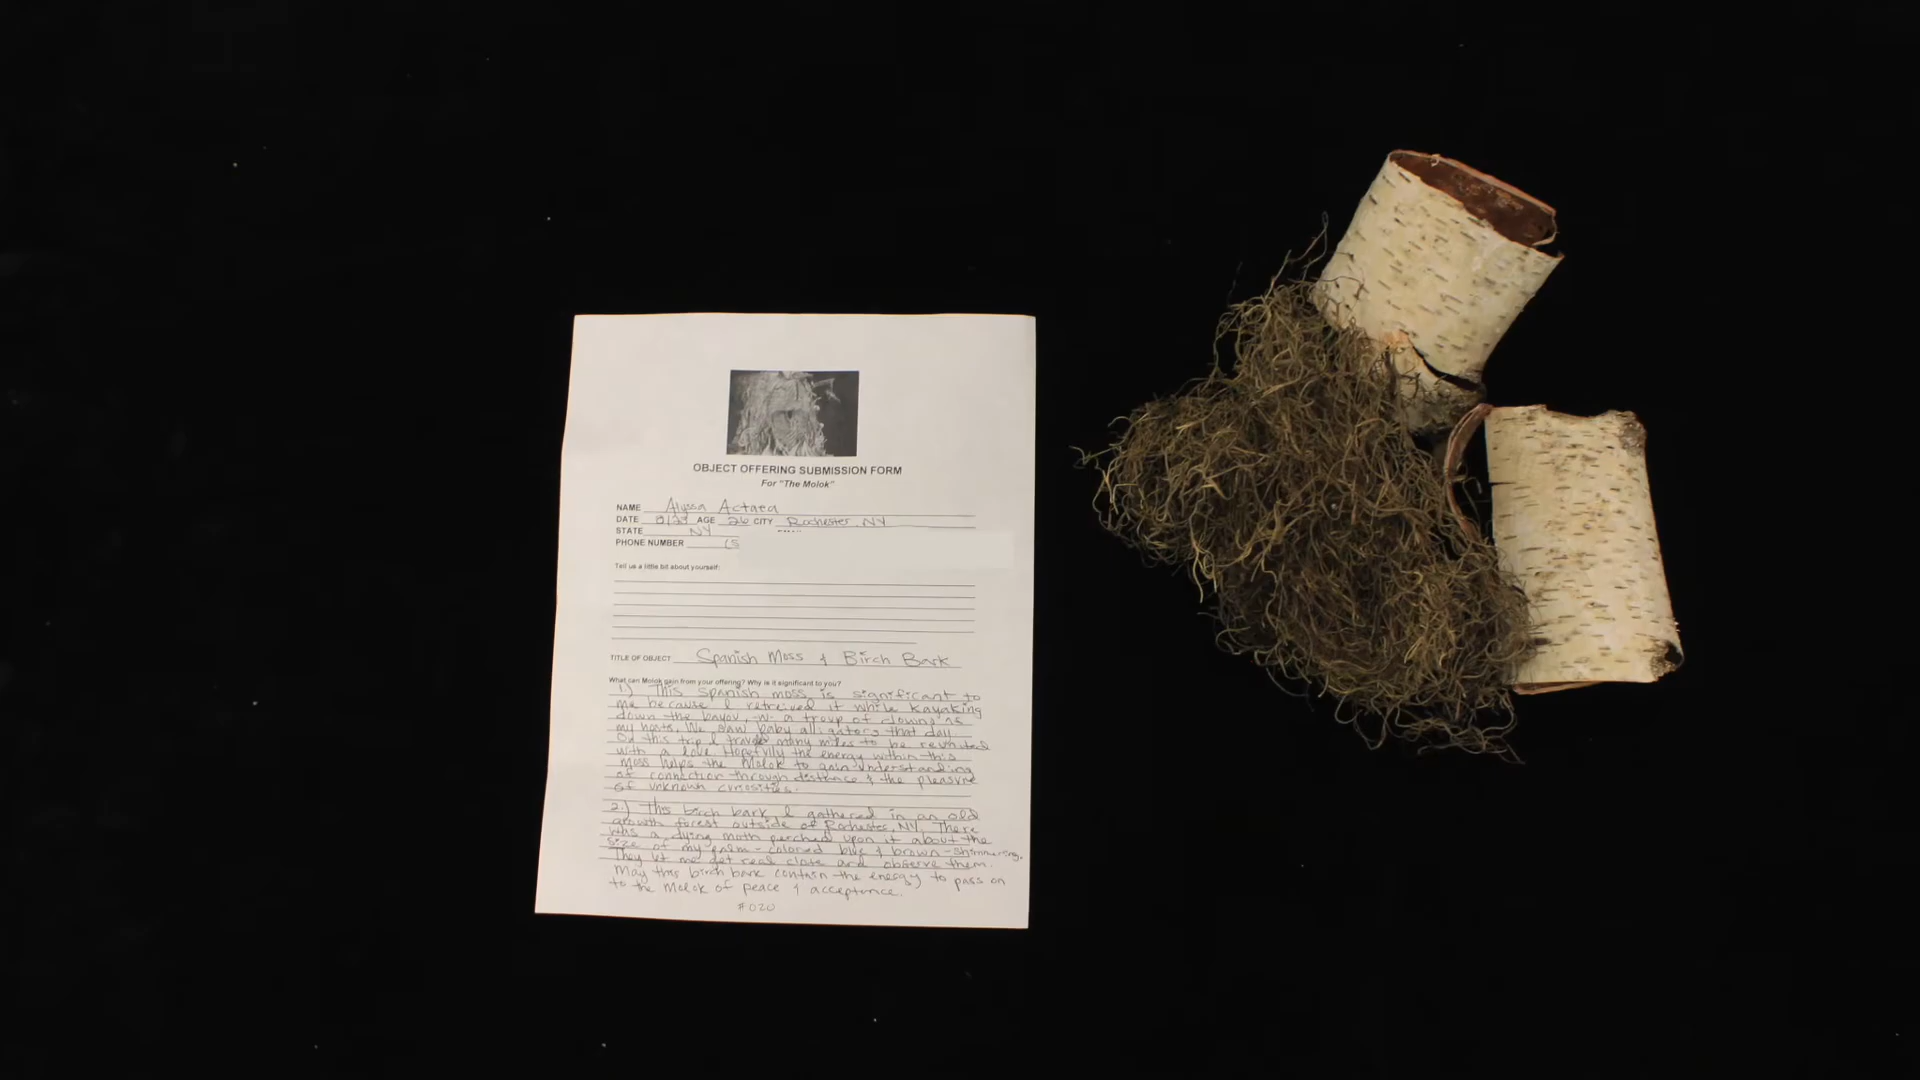 OBJECT OFFERING SUBMISSION FORM
For "The Molok"
NAME Alyssa Actaea
DATE 8/29 AGE 26 CITY Rochester, NY
STATE NY
PHONE NUMBER (5
Tell us a little bit about yourself:
TITLE OF OBJECT Spanish Moss & Birch Bark
What can Molok gain from your offering? Why is it significant to you?
1.) This spanish moss is significant to
me because I retreived it while kayaking
down the bayou, w/ a troup of clowns as
my hosts. We saw baby alligators that day.
On this trip I traveled many miles to be reunited
with a love. Hopefully the energy within this
moss helps the Molok to gain understanding
of connection through distance & the pleasure
of unknown curiosities.
2.) This birch bark I gathered in an old
growth forest outside of Rochester, NY. There
was a dying moth perched upon it about the
size of my palm - colored blue & brown - shimmering.
They let me get real close and observe them.
May this birch bark contain the energy to pass on
to the Molok of peace & acceptance.
#020